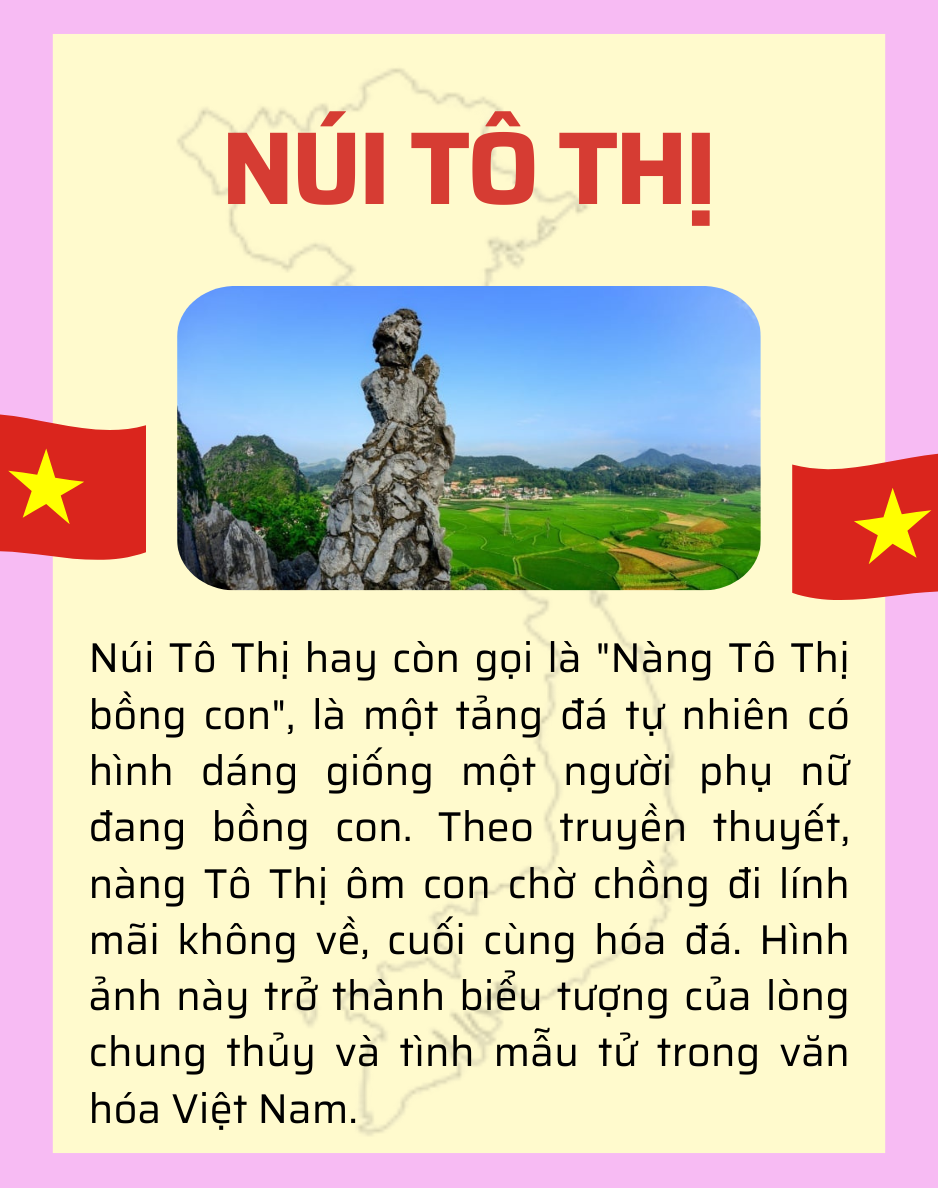 NÚI TÔ THỊ
Núi Tô Thị hay còn gọi là "Nàng Tô Thị
bồng con", là một tảng đá tự nhiên có
hình dáng giống một người phụ nữ
đang bồng con. Theo truyền thuyết,
nàng Tô Thị ôm con chờ chồng đi lính
mãi không về, cuối cùng hóa đá. Hình
ảnh này trở thành biểu tượng của lòng
chung thủy và tình mẫu tử trong văn
hóa Việt Nam.